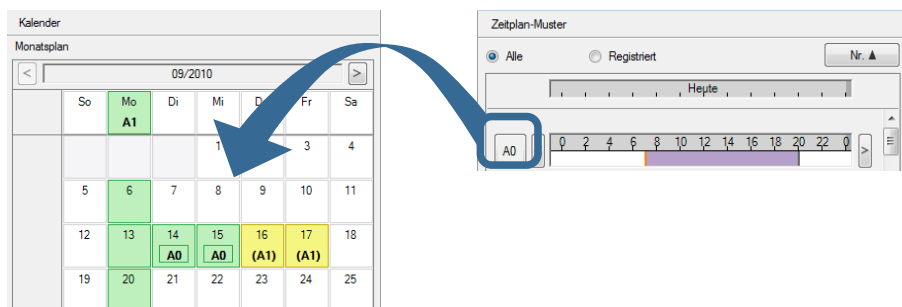 Kalender
Monatsplan
< 09/2010 >
So Mo Di Mi Fr Sa
A1
1 3 4
5 6 7 8 9 10 11
12 13 14 15 16 17 18
A0 A0 (A1) (A1)
19 20 21 22 23 24 25
Zeitplan-Muster
Alle Registriert Nr. ▲
Heute
A0 0 2 4 6 8 10 12 14 16 18 20 22 0 >